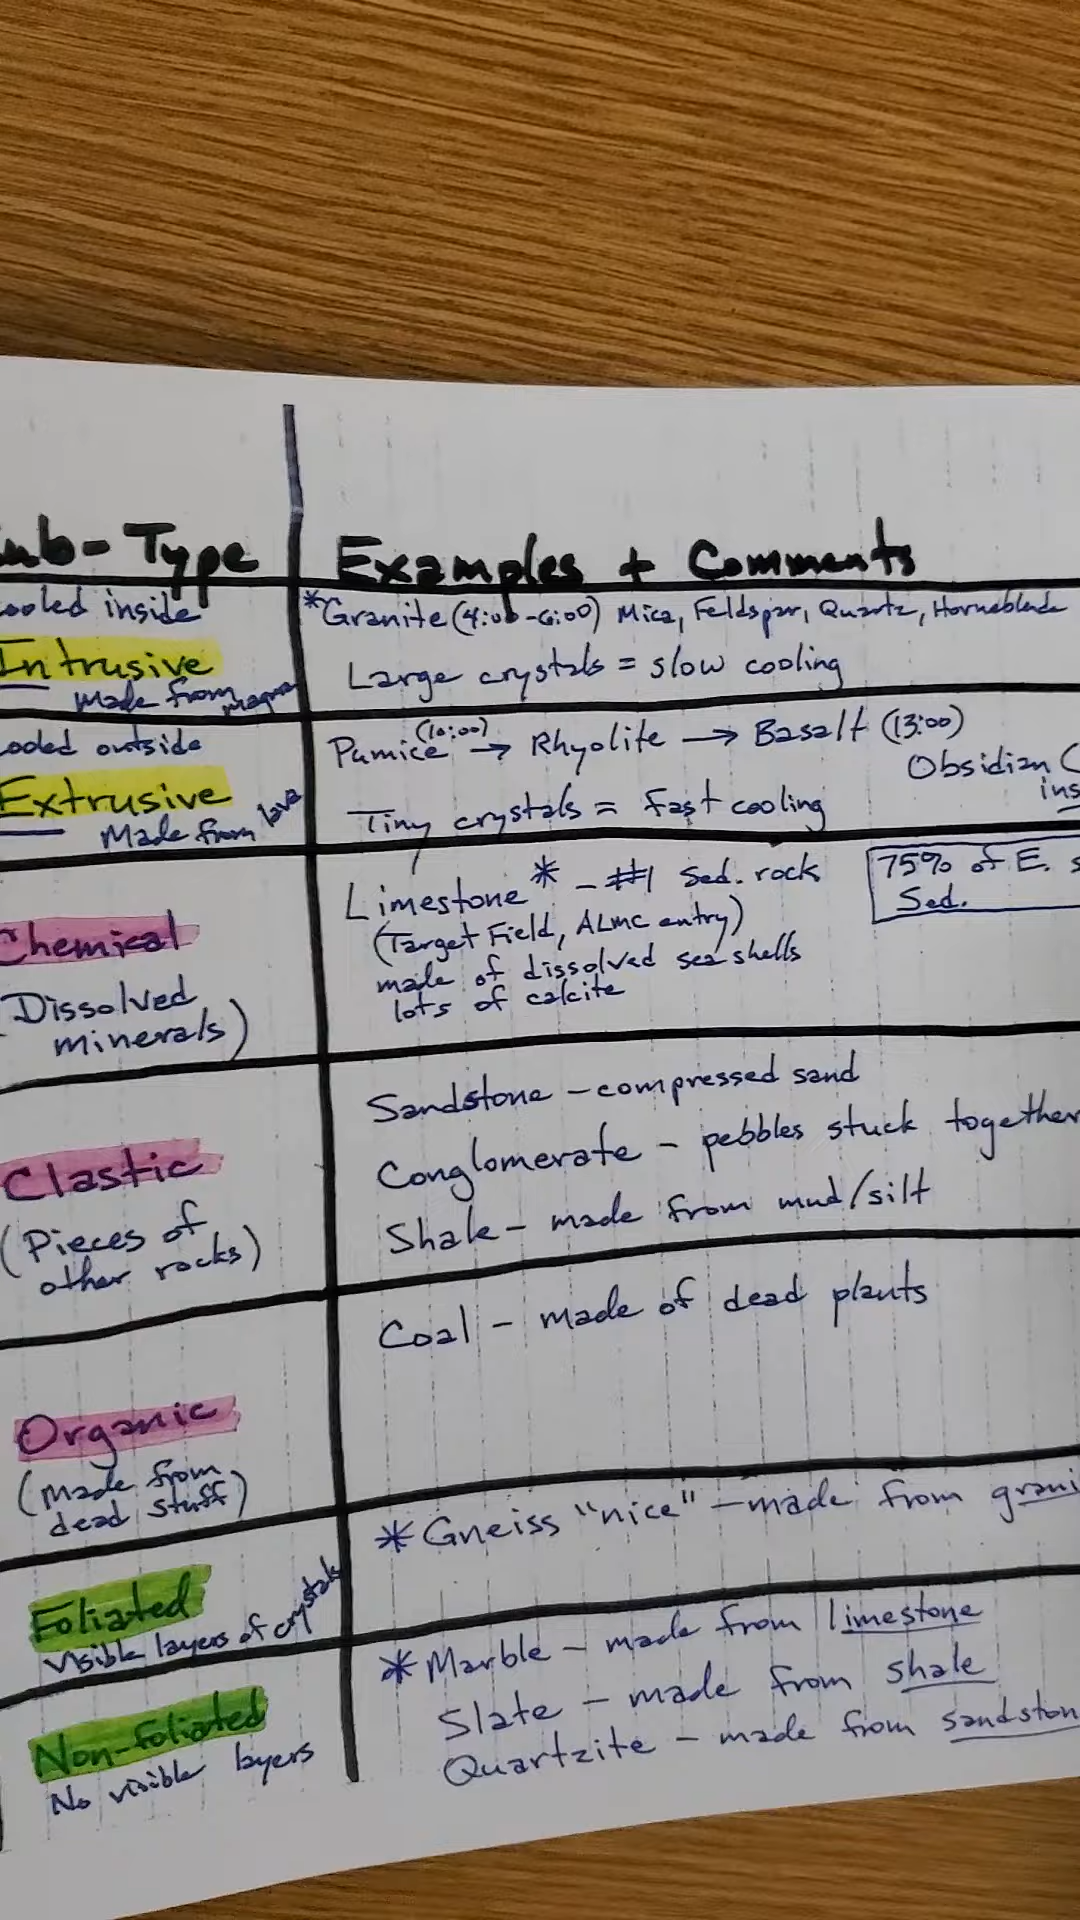 ub-Type
Examples + Comments
ooled inside
Intrusive
made from magma
*Granite (4:00-6:00) Mica, Feldspar, Quartz, Horneblade
Large crystals = slow cooling
ooled outside
Extrusive
Made from lava
Pumice (10:00) → Rhyolite → Basalt (13:00)
Obsidian (
ins
Tiny crystals = fast cooling
Chemical
(Dissolved
minerals)
Limestone* - #1 Sed. rock
(Target Field, ALMC entry)
made of dissolved sea shells
lots of calcite
75% of E. s
Sed.
Clastic
(Pieces of
other rocks)
Sandstone - compressed sand
Conglomerate - pebbles stuck together
Shale - made from mud/silt
Organic
(made from
dead stuff)
Coal - made of dead plants
Foliated
visible layers of crystals
*Gneiss "nice" - made from grani
Non-foliated
No visible layers
*Marble - made from limestone
Slate - made from shale
Quartzite - made from sandston